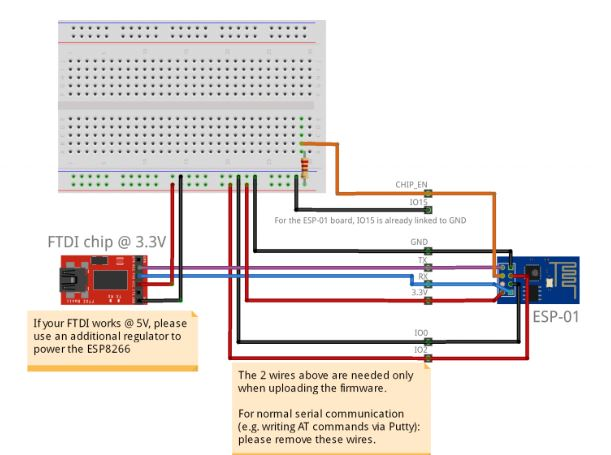 CHIP_EN
IO15
For the ESP-01 board, IO15 is already linked to GND
GND
FTDI chip @ 3.3V
TX
RX
3.3V
ESP-01
If your FTDI works @ 5V, please
use an additional regulator to
power the ESP8266
IO0
IO2
The 2 wires above are needed only
when uploading the firmware.
For normal serial communication
(e.g. writing AT commands via Putty):
please remove these wires.